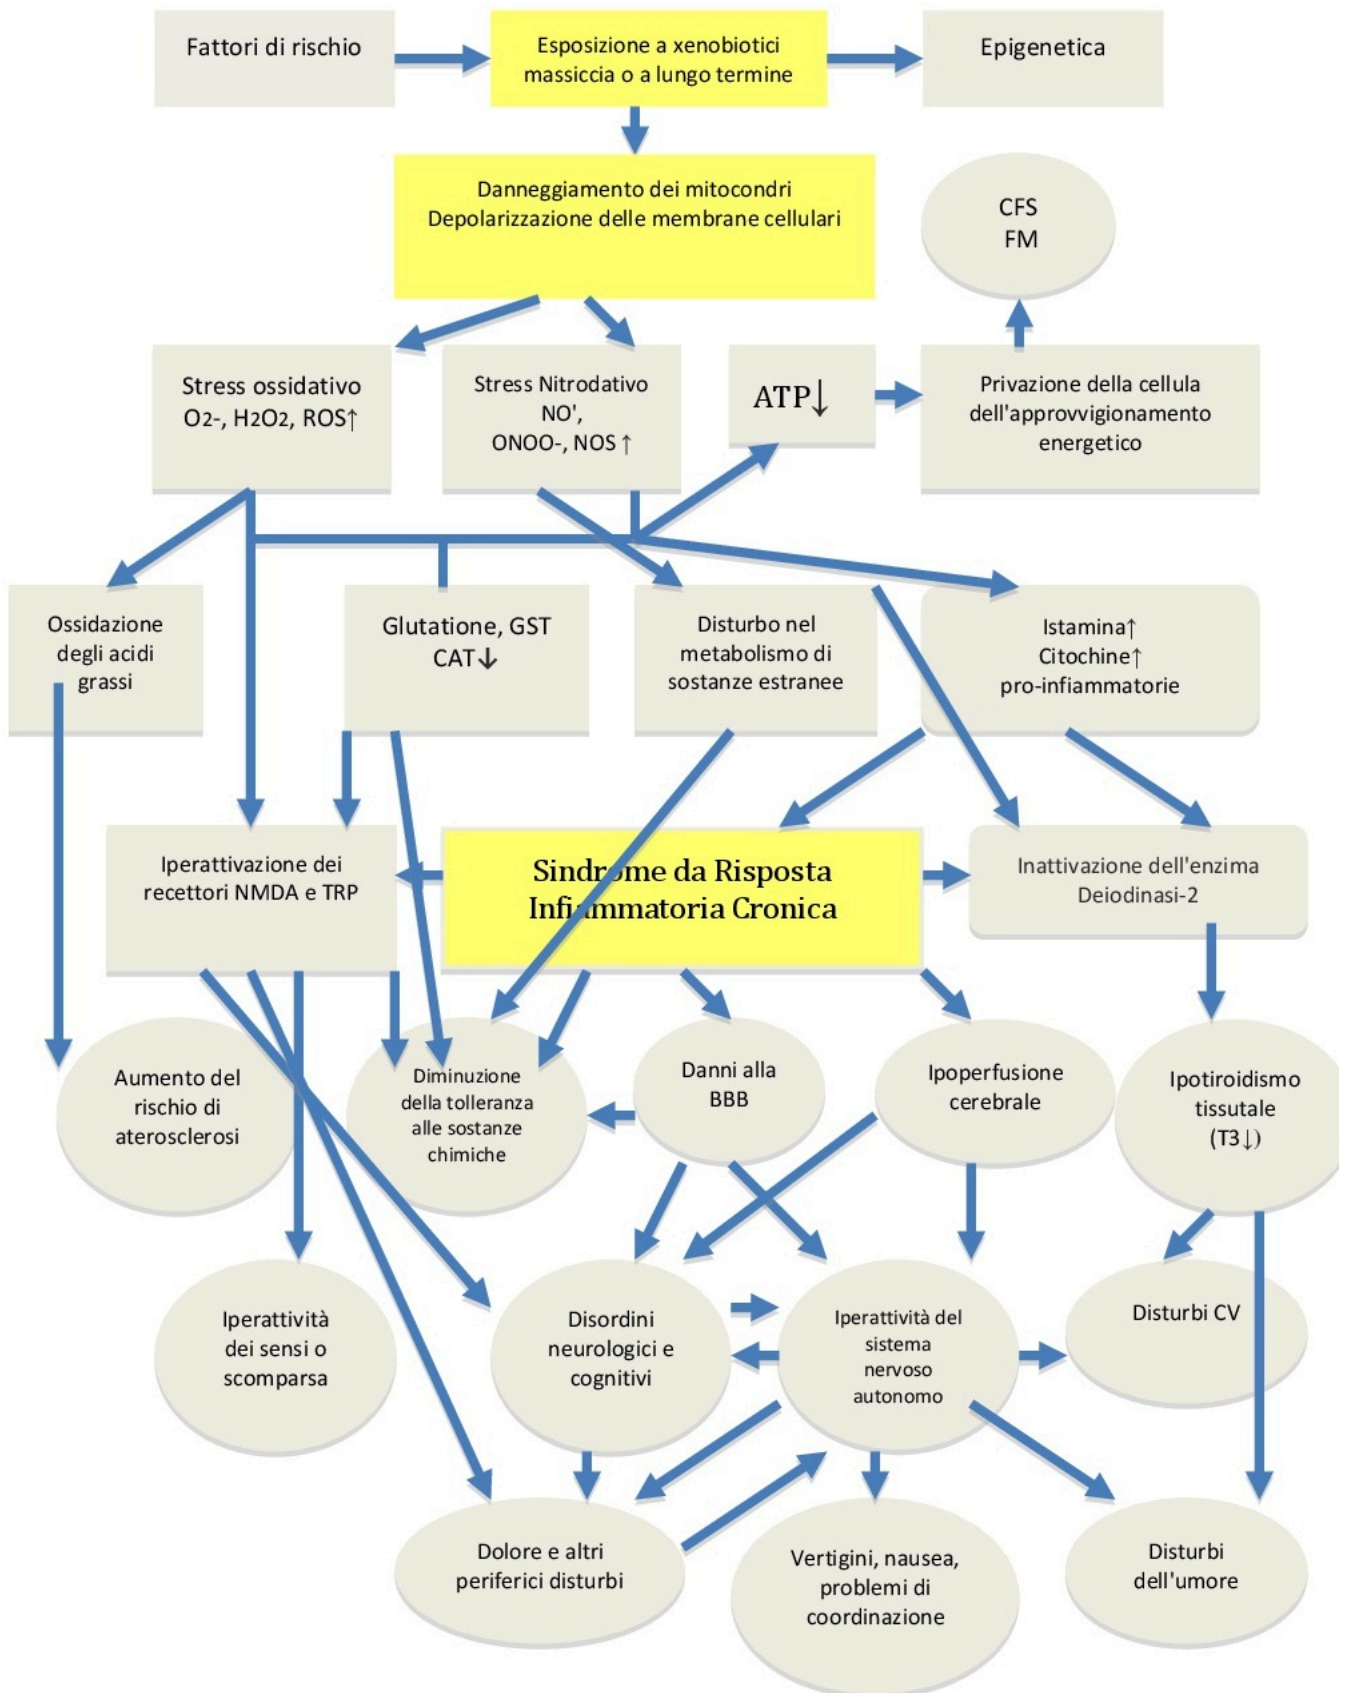 Fattori di rischio
Esposizione a xenobiotici
massiccia o a lungo termine
Epigenetica
Danneggiamento dei mitocondri
Depolarizzazione delle membrane cellulari
CFS
FM
Stress ossidativo
O2-, H2O2, ROS↑
Stress Nitrodativo
NO',
ONOO-, NOS ↑
ATP↓
Privazione della cellula
dell'approvvigionamento
energetico
Ossidazione
degli acidi
grassi
Glutatione, GST
CAT↓
Disturbo nel
metabolismo di
sostanze estranee
Istamina↑
Citochine↑
pro-infiammatorie
Iperattivazione dei
recettori NMDA e TRP
Sindrome da Risposta
Infiammatoria Cronica
Inattivazione dell'enzima
Deiodinasi-2
Aumento del
rischio di
aterosclerosi
Diminuzione
della tolleranza
alle sostanze
chimiche
Danni alla
BBB
Ipoperfusione
cerebrale
Ipotiroidismo
tissutale
(T3↓)
Iperattività
dei sensi o
scomparsa
Disordini
neurologici e
cognitivi
Iperattività del
sistema
nervoso
autonomo
Disturbi CV
Dolore e altri
periferici disturbi
Vertigini, nausea,
problemi di
coordinazione
Disturbi
dell'umore